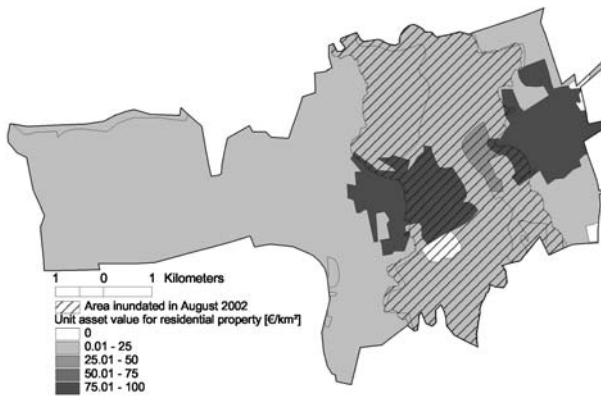 1 0 1 Kilometers
Area inundated in August 2002
Unit asset value for residential property [€/km²]
0
0.01 - 25
25.01 - 50
50.01 - 75
75.01 - 100